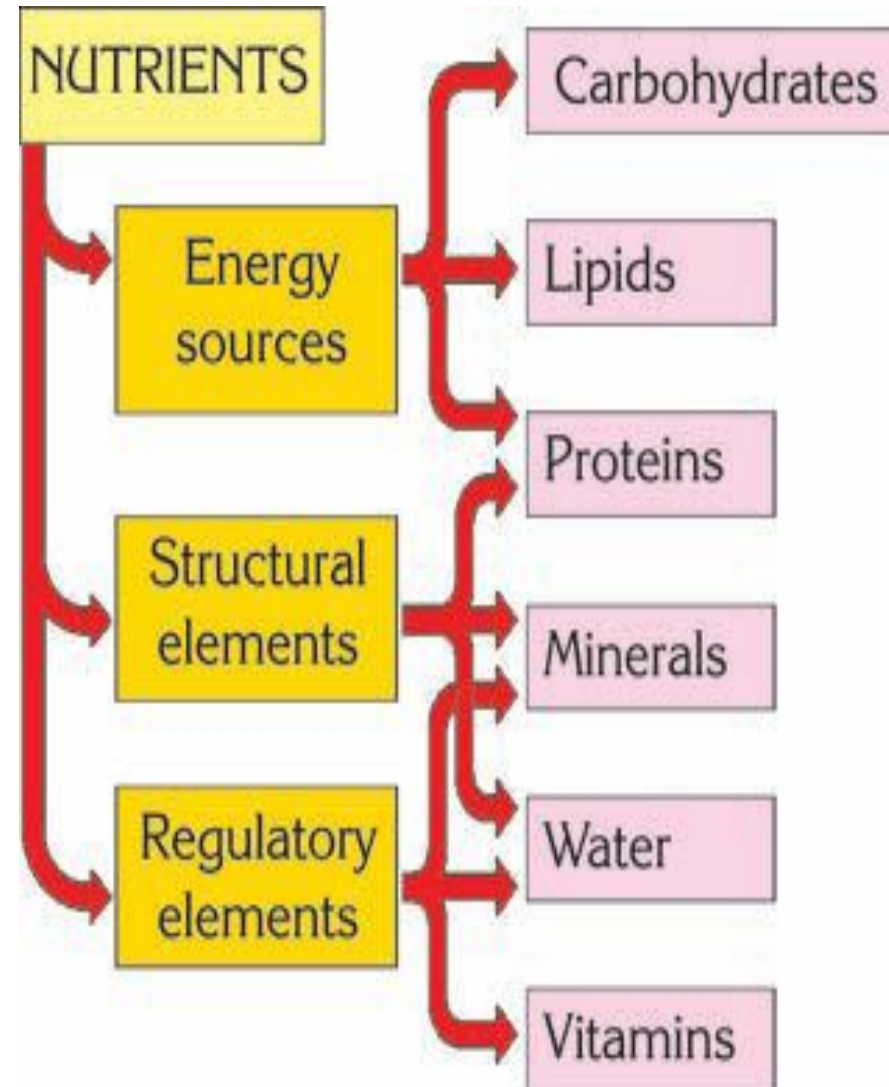 NUTRIENTS
Energy
sources
Structural
elements
Regulatory
elements
Carbohydrates
Lipids
Proteins
Minerals
Water
Vitamins